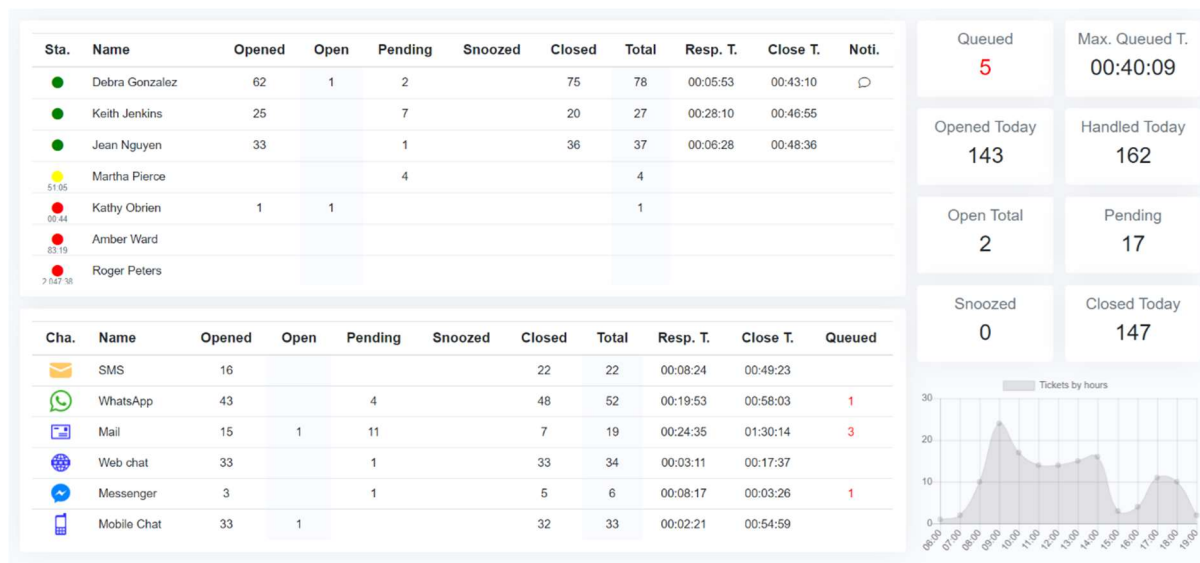 Sta. Name Opened Open Pending Snoozed Closed Total Resp. T. Close T. Noti.
Debra Gonzalez 62 1 2 75 78 00:05:53 00:43:10
Keith Jenkins 25 7 20 27 00:28:10 00:46:55
Jean Nguyen 33 1 36 37 00:06:28 00:48:36
Martha Pierce 4 4
51:05
Kathy Obrien 1 1 1
00:44
Amber Ward
83:19
Roger Peters
2 047:38
Cha. Name Opened Open Pending Snoozed Closed Total Resp. T. Close T. Queued
SMS 16 22 22 00:08:24 00:49:23
WhatsApp 43 4 48 52 00:19:53 00:58:03 1
Mail 15 1 11 7 19 00:24:35 01:30:14 3
Web chat 33 1 33 34 00:03:11 00:17:37
Messenger 3 1 5 6 00:08:17 00:03:26 1
Mobile Chat 33 1 32 33 00:02:21 00:54:59
Queued Max. Queued T.
5 00:40:09
Opened Today Handled Today
143 162
Open Total Pending
2 17
Snoozed Closed Today
0 147
Tickets by hours
30
20
10
0
06:00 07:00 08:00 09:00 10:00 11:00 12:00 13:00 14:00 15:00 16:00 17:00 18:00 19:00